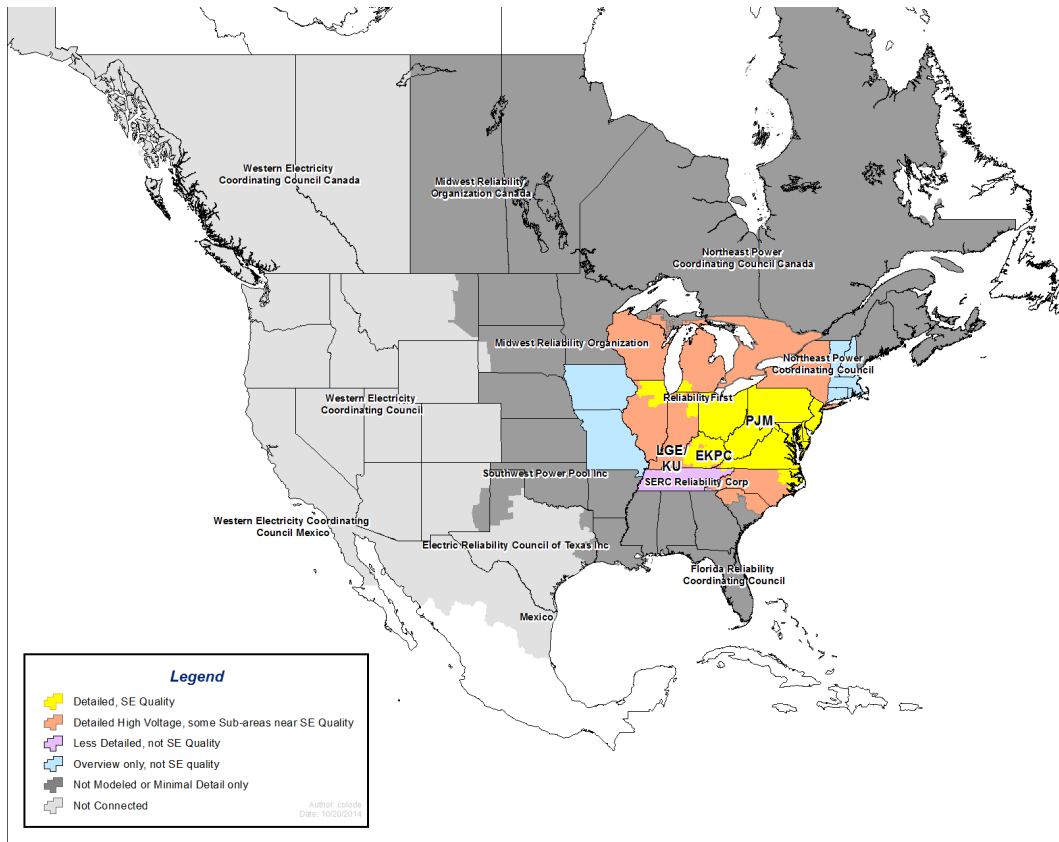 Western Electricity
Coordinating Council Canada
Midwest Reliability
Organization Canada
Northeast Power
Coordinating Council Canada
Midwest Reliability Organization
Northeast Power
Coordinating Council
Western Electricity
Coordinating Council
ReliabilityFirst
PJM
LGE/
KU
EKPC
Southwest Power Pool Inc
SERC Reliability Corp
Western Electricity Coordinating
Council Mexico
Electric Reliability Council of Texas Inc
Florida Reliability
Coordinating Council
Mexico
Legend
Detailed, SE Quality
Detailed High Voltage, some Sub-areas near SE Quality
Less Detailed, not SE Quality
Overview only, not SE quality
Not Modeled or Minimal Detail only
Not Connected
Author: colode
Date: 10/20/2014